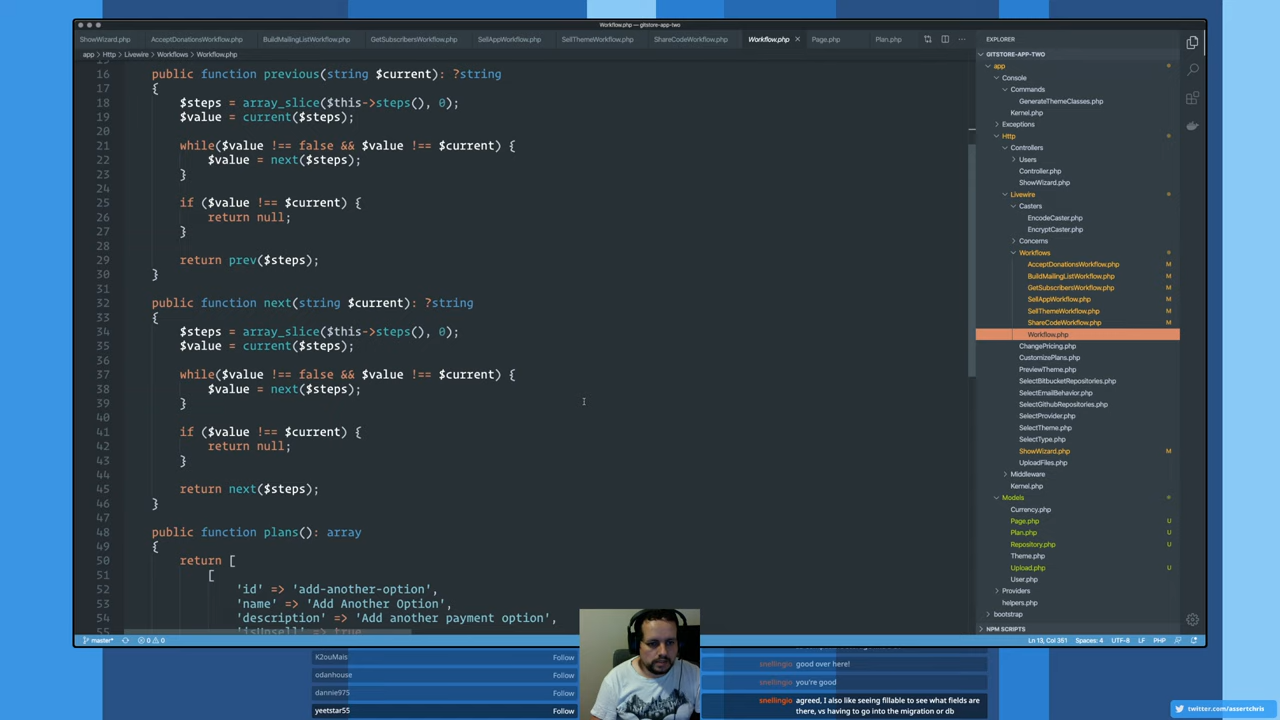 Workflow.php — gitstore-app-two
ShowWizard.php
AcceptDonationsWorkflow.php
BuildMailingListWorkflow.php
GetSubscribersWorkflow.php
SellAppWorkflow.php
SellThemeWorkflow.php
ShareCodeWorkflow.php
Workflow.php
Page.php
Plan.php
app > Http > Livewire > Workflows > Workflow.php
16 public function previous(string $current): ?string
17 {
18 $steps = array_slice($this->steps(), 0);
19 $value = current($steps);
20
21 while($value !== false && $value !== $current) {
22 $value = next($steps);
23 }
24
25 if ($value !== $current) {
26 return null;
27 }
28
29 return prev($steps);
30 }
31
32 public function next(string $current): ?string
33 {
34 $steps = array_slice($this->steps(), 0);
35 $value = current($steps);
36
37 while($value !== false && $value !== $current) {
38 $value = next($steps);
39 }
40
41 if ($value !== $current) {
42 return null;
43 }
44
45 return next($steps);
46 }
47
48 public function plans(): array
49 {
50 return [
51 [
52 'id' => 'add-another-option',
53 'name' => 'Add Another Option',
54 'description' => 'Add another payment option',
'isUpsell' => true
EXPLORER
GITSTORE-APP-TWO
app
Console
Commands
GenerateThemeClasses.php
Kernel.php
Exceptions
Http
Controllers
Users
Controller.php
ShowWizard.php
Livewire
Casters
EncodeCaster.php
EncryptCaster.php
Concerns
Workflows
AcceptDonationsWorkflow.php M
BuildMailingListWorkflow.php M
GetSubscribersWorkflow.php M
SellAppWorkflow.php M
SellThemeWorkflow.php M
ShareCodeWorkflow.php M
Workflow.php
ChangePricing.php
CustomizePlans.php
PreviewTheme.php
SelectBitbucketRepositories.php
SelectEmailBehavior.php
SelectGithubRepositories.php
SelectProvider.php
SelectTheme.php
SelectType.php
ShowWizard.php M
UploadFiles.php
Middleware
Kernel.php
Models
Currency.php
Page.php U
Plan.php U
Repository.php U
Theme.php
Upload.php U
User.php
Providers
helpers.php
bootstrap
NPM SCRIPTS
master* 0 0
Ln 13, Col 351 Spaces: 4 UTF-8 LF PHP
K2ouMais Follow
odanhouse Follow
dannie975 Follow
yeetstar55 Follow
snellingio good over here!
snellingio you're good
snellingio agreed, I also like seeing fillable to see what fields are
there, vs having to go into the migration or db
twitter.com/assertchris